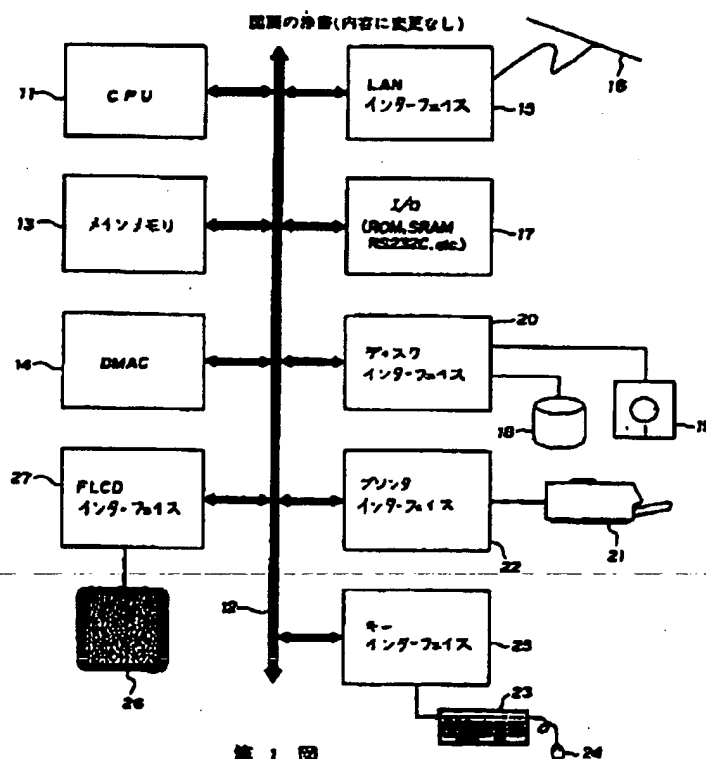 図面の浄書(内容に変更なし)
11
CPU
LAN
インターフェイス
15
16
13
メインメモリ
I/O
(ROM, SRAM
RS232C, etc.)
17
14
DMAC
20
ディスク
インターフェイス
18
19
27
FLCD
インターフェイス
プリンタ
インターフェイス
22
21
26
12
キー
インターフェイス
25
23
24
第 1 図